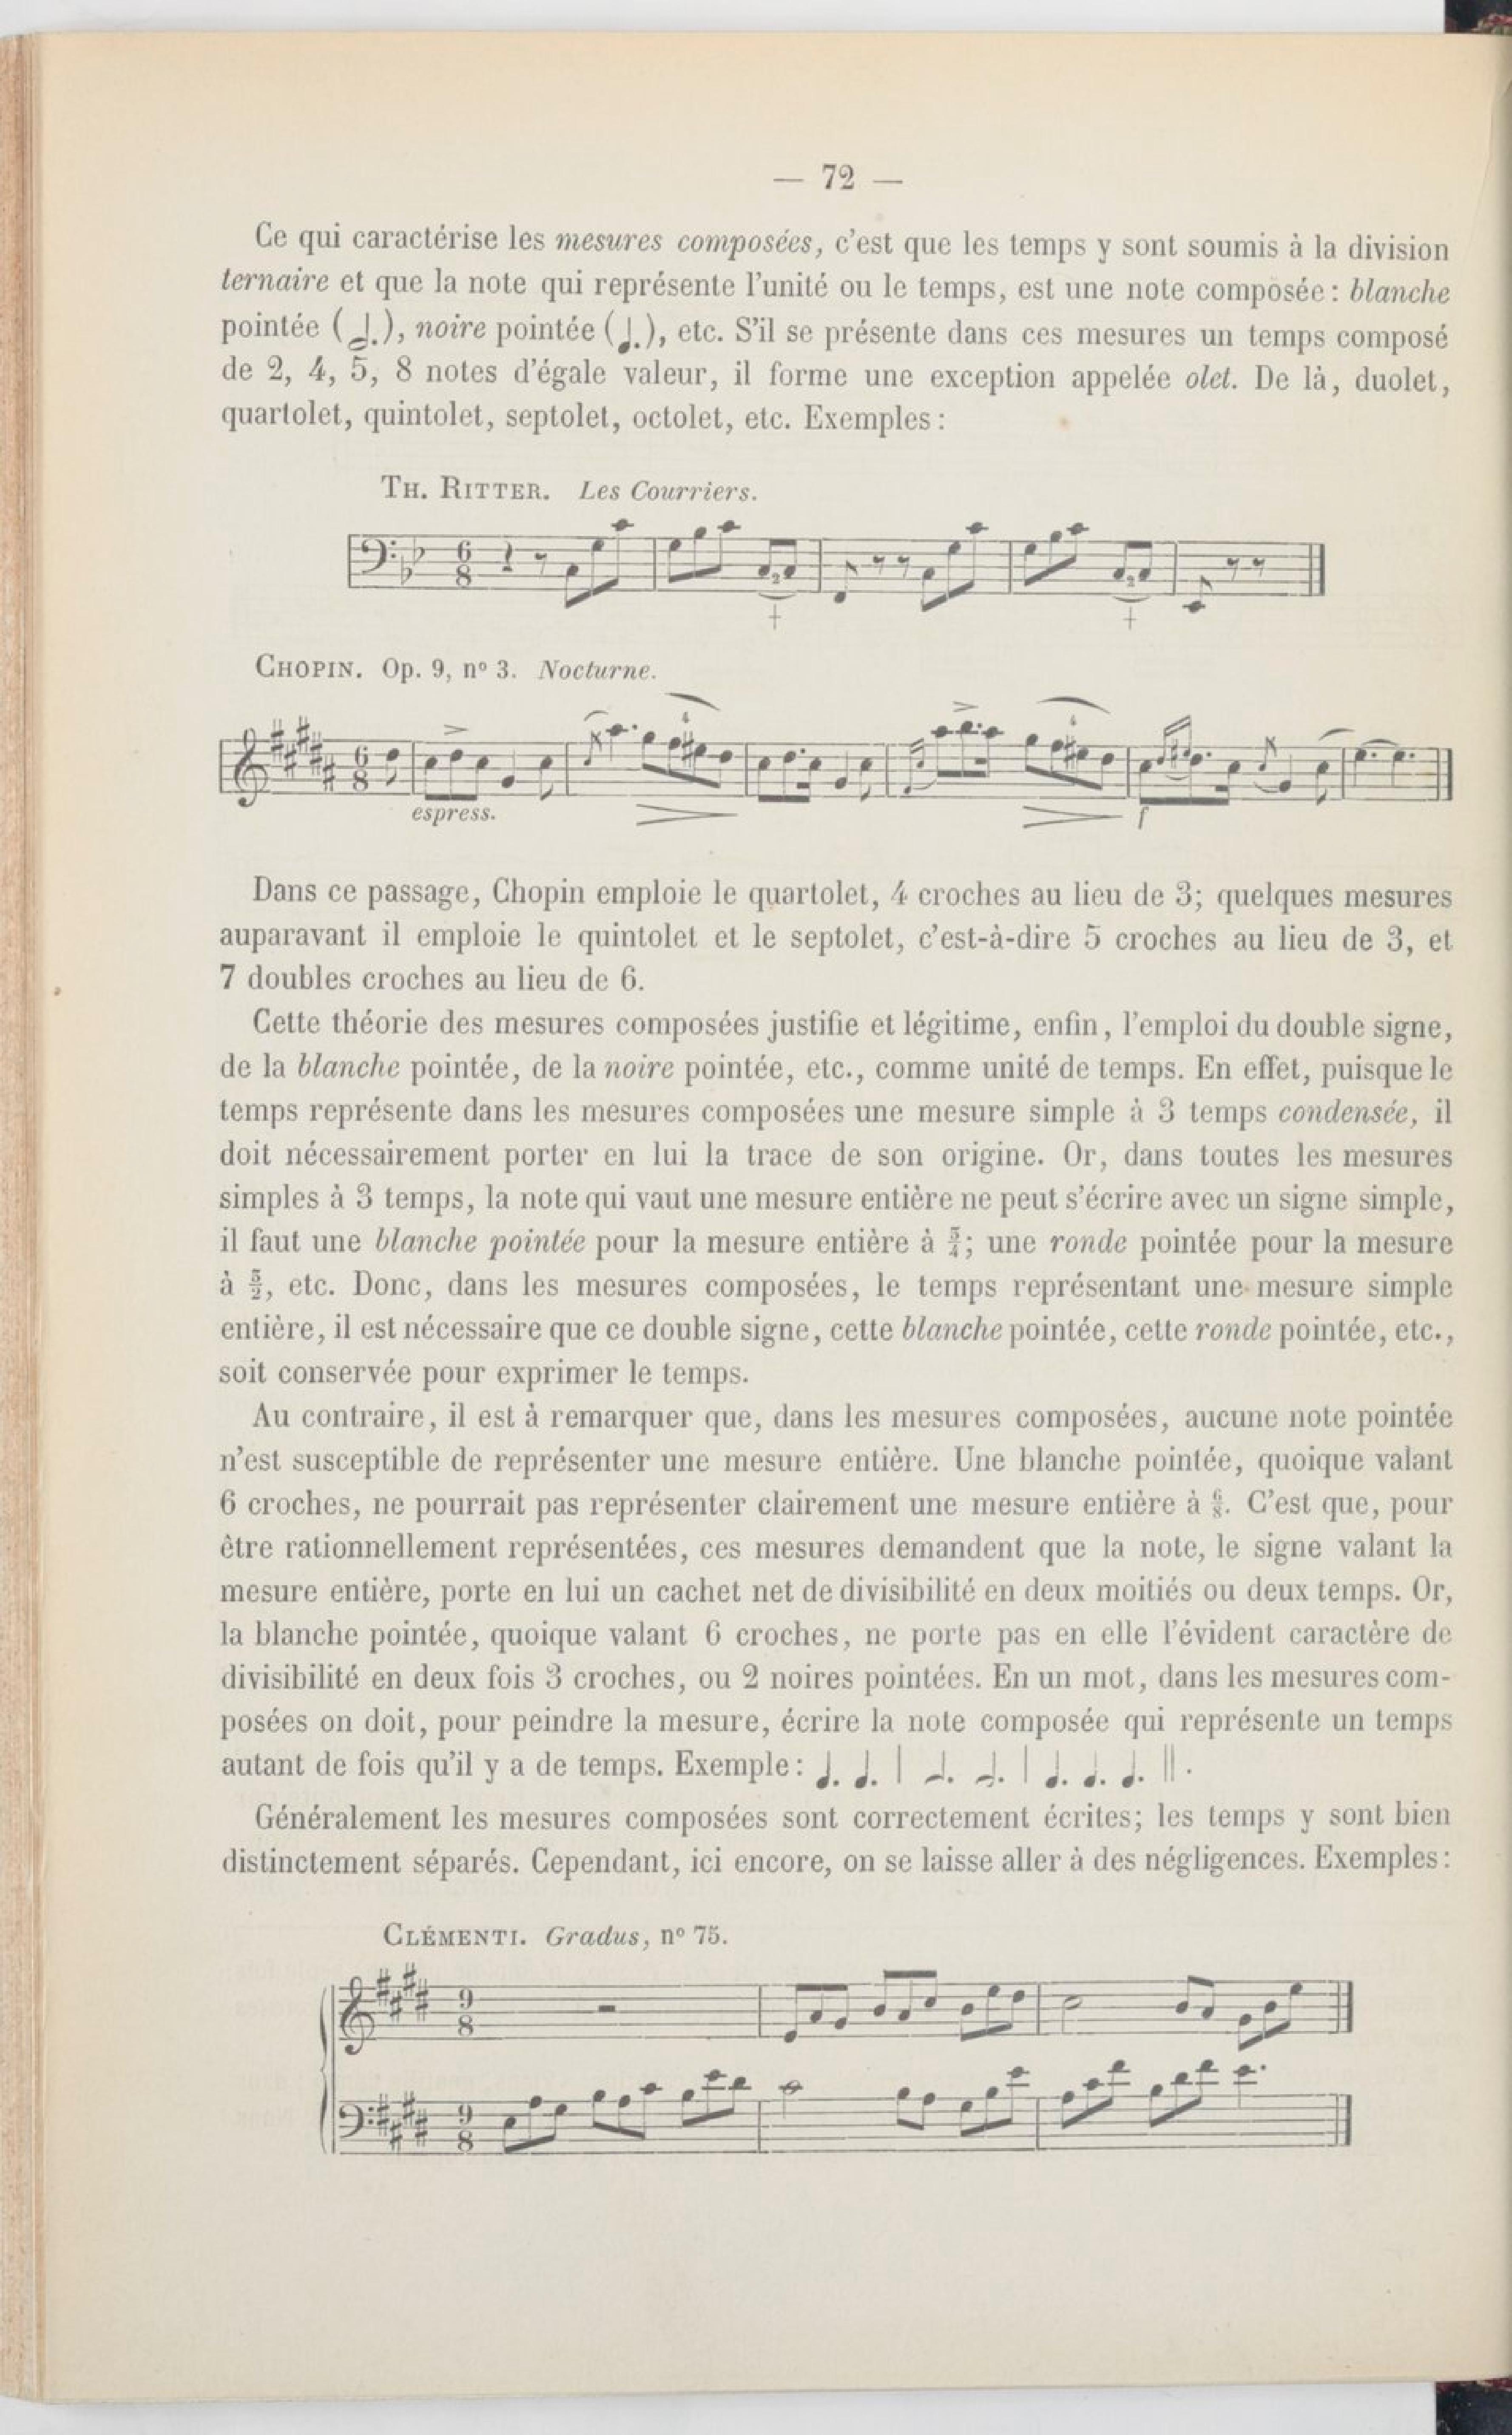 — 72 —
Ce qui caractérise les mesures composées, c'est que les temps y sont soumis à la division
ternaire et que la note qui représente l'unité ou le temps, est une note composée : blanche
pointée (𝅗𝅥.), noire pointée (♩.), etc. S'il se présente dans ces mesures un temps composé
de 2, 4, 5, 8 notes d'égale valeur, il forme une exception appelée olet. De là, duolet,
quartolet, quintolet, septolet, octolet, etc. Exemples :
TH. RITTER. Les Courriers.
6
8
2
2
CHOPIN. Op. 9, nº 3. Nocturne.
6
8
4
4
espress.
f
Dans ce passage, Chopin emploie le quartolet, 4 croches au lieu de 3; quelques mesures
auparavant il emploie le quintolet et le septolet, c'est-à-dire 5 croches au lieu de 3, et
7 doubles croches au lieu de 6.
Cette théorie des mesures composées justifie et légitime, enfin, l'emploi du double signe,
de la blanche pointée, de la noire pointée, etc., comme unité de temps. En effet, puisque le
temps représente dans les mesures composées une mesure simple à 3 temps condensée, il
doit nécessairement porter en lui la trace de son origine. Or, dans toutes les mesures
simples à 3 temps, la note qui vaut une mesure entière ne peut s'écrire avec un signe simple,
il faut une blanche pointée pour la mesure entière à 3/4; une ronde pointée pour la mesure
à 3/2, etc. Donc, dans les mesures composées, le temps représentant une mesure simple
entière, il est nécessaire que ce double signe, cette blanche pointée, cette ronde pointée, etc.,
soit conservée pour exprimer le temps.
Au contraire, il est à remarquer que, dans les mesures composées, aucune note pointée
n'est susceptible de représenter une mesure entière. Une blanche pointée, quoique valant
6 croches, ne pourrait pas représenter clairement une mesure entière à 6/8. C'est que, pour
être rationnellement représentées, ces mesures demandent que la note, le signe valant la
mesure entière, porte en lui un cachet net de divisibilité en deux moitiés ou deux temps. Or,
la blanche pointée, quoique valant 6 croches, ne porte pas en elle l'évident caractère de
divisibilité en deux fois 3 croches, ou 2 noires pointées. En un mot, dans les mesures com-
posées on doit, pour peindre la mesure, écrire la note composée qui représente un temps
autant de fois qu'il y a de temps. Exemple : ♩. ♩. | 𝅗𝅥. 𝅗𝅥. | ♩. ♩. ♩. || .
Généralement les mesures composées sont correctement écrites; les temps y sont bien
distinctement séparés. Cependant, ici encore, on se laisse aller à des négligences. Exemples :
CLÉMENTI. Gradus, nº 75.
9
8
9
8